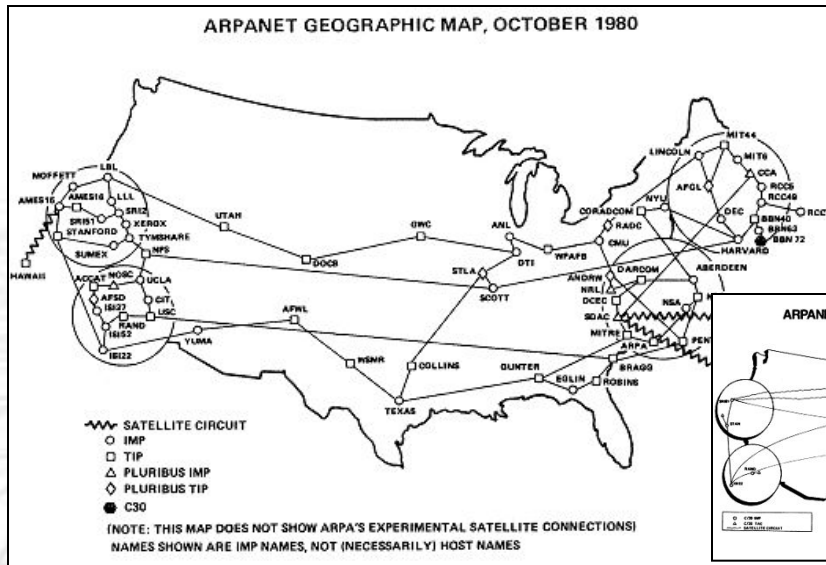 ARPANET GEOGRAPHIC MAP, OCTOBER 1980
MOFFETT
LBL
AMES15
AMES16
LLL
SRI2
SRI51
XEROX
STANFORD
TYMSHARE
SUMEX
NPS
HAWAII
ACCAT
NOSC
UCLA
AFSD
CIT
ISI27
RAND
USC
ISI52
ISI22
YUMA
UTAH
DOCB
GWC
AFWL
WSMR
TEXAS
COLLINS
STLA
SCOTT
ANL
DTI
WPAFB
GUNTER
EGLIN
ROBINS
BRAGG
LINCOLN
MIT44
MIT6
CCA
AFGL
RCC5
RCC49
RCC
DEC
BBN40
BBN63
BBN72
HARVARD
NYU
CORADCOM
RADC
CMU
ANDRW
DARCOM
ABERDEEN
NRL
DCEC
NSA
SDAC
MITRE
ARPA
PENT
SATELLITE CIRCUIT
IMP
TIP
PLURIBUS IMP
PLURIBUS TIP
C30
(NOTE: THIS MAP DOES NOT SHOW ARPA'S EXPERIMENTAL SATELLITE CONNECTIONS)
NAMES SHOWN ARE IMP NAMES, NOT (NECESSARILY) HOST NAMES
ARPANE